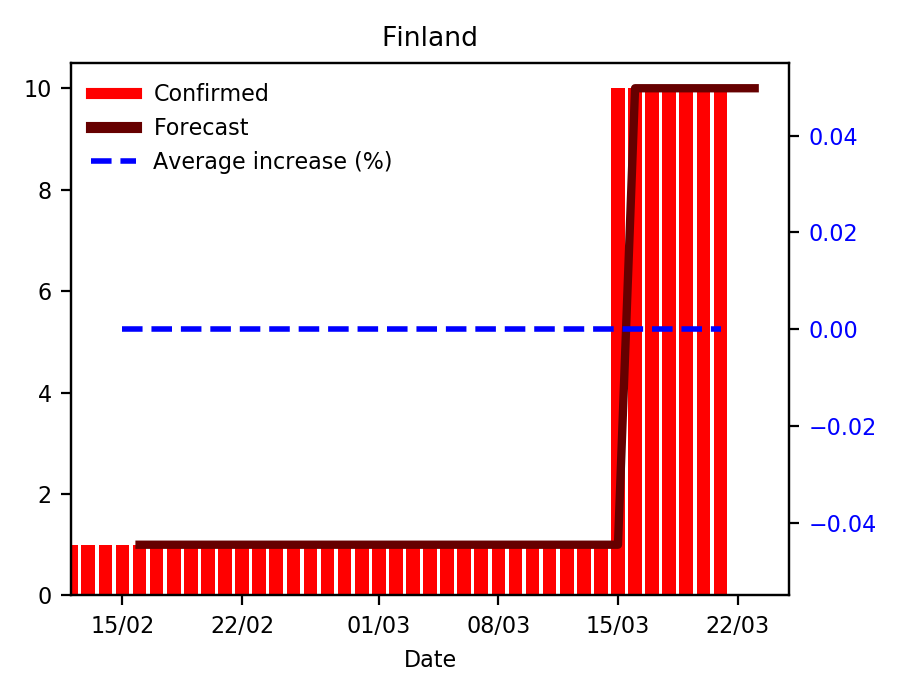 Finland
Confirmed
Forecast
Average increase (%)
10
8
6
4
2
0
0.04
0.02
0.00
−0.02
−0.04
15/02 22/02 01/03 08/03 15/03 22/03
Date